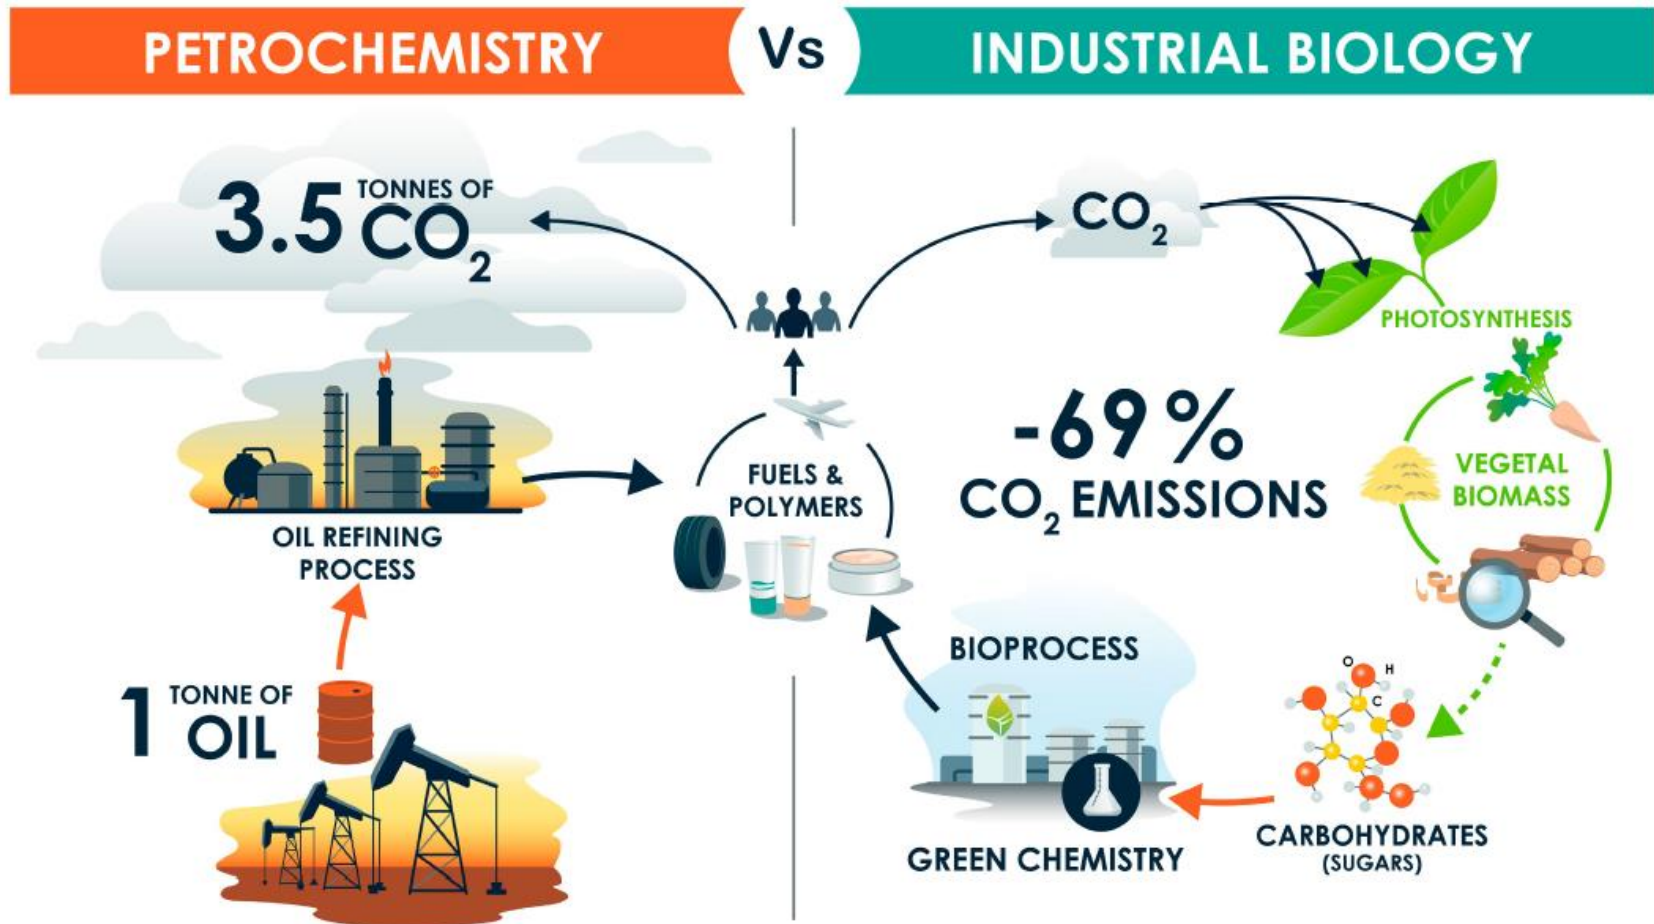 PETROCHEMISTRY
Vs
INDUSTRIAL BIOLOGY
3.5 TONNES OF
CO2
CO2
PHOTOSYNTHESIS
-69 %
CO2 EMISSIONS
VEGETAL
BIOMASS
FUELS &
POLYMERS
OIL REFINING
PROCESS
1 TONNE OF
OIL
BIOPROCESS
GREEN CHEMISTRY
O
H
C
CARBOHYDRATES
(SUGARS)